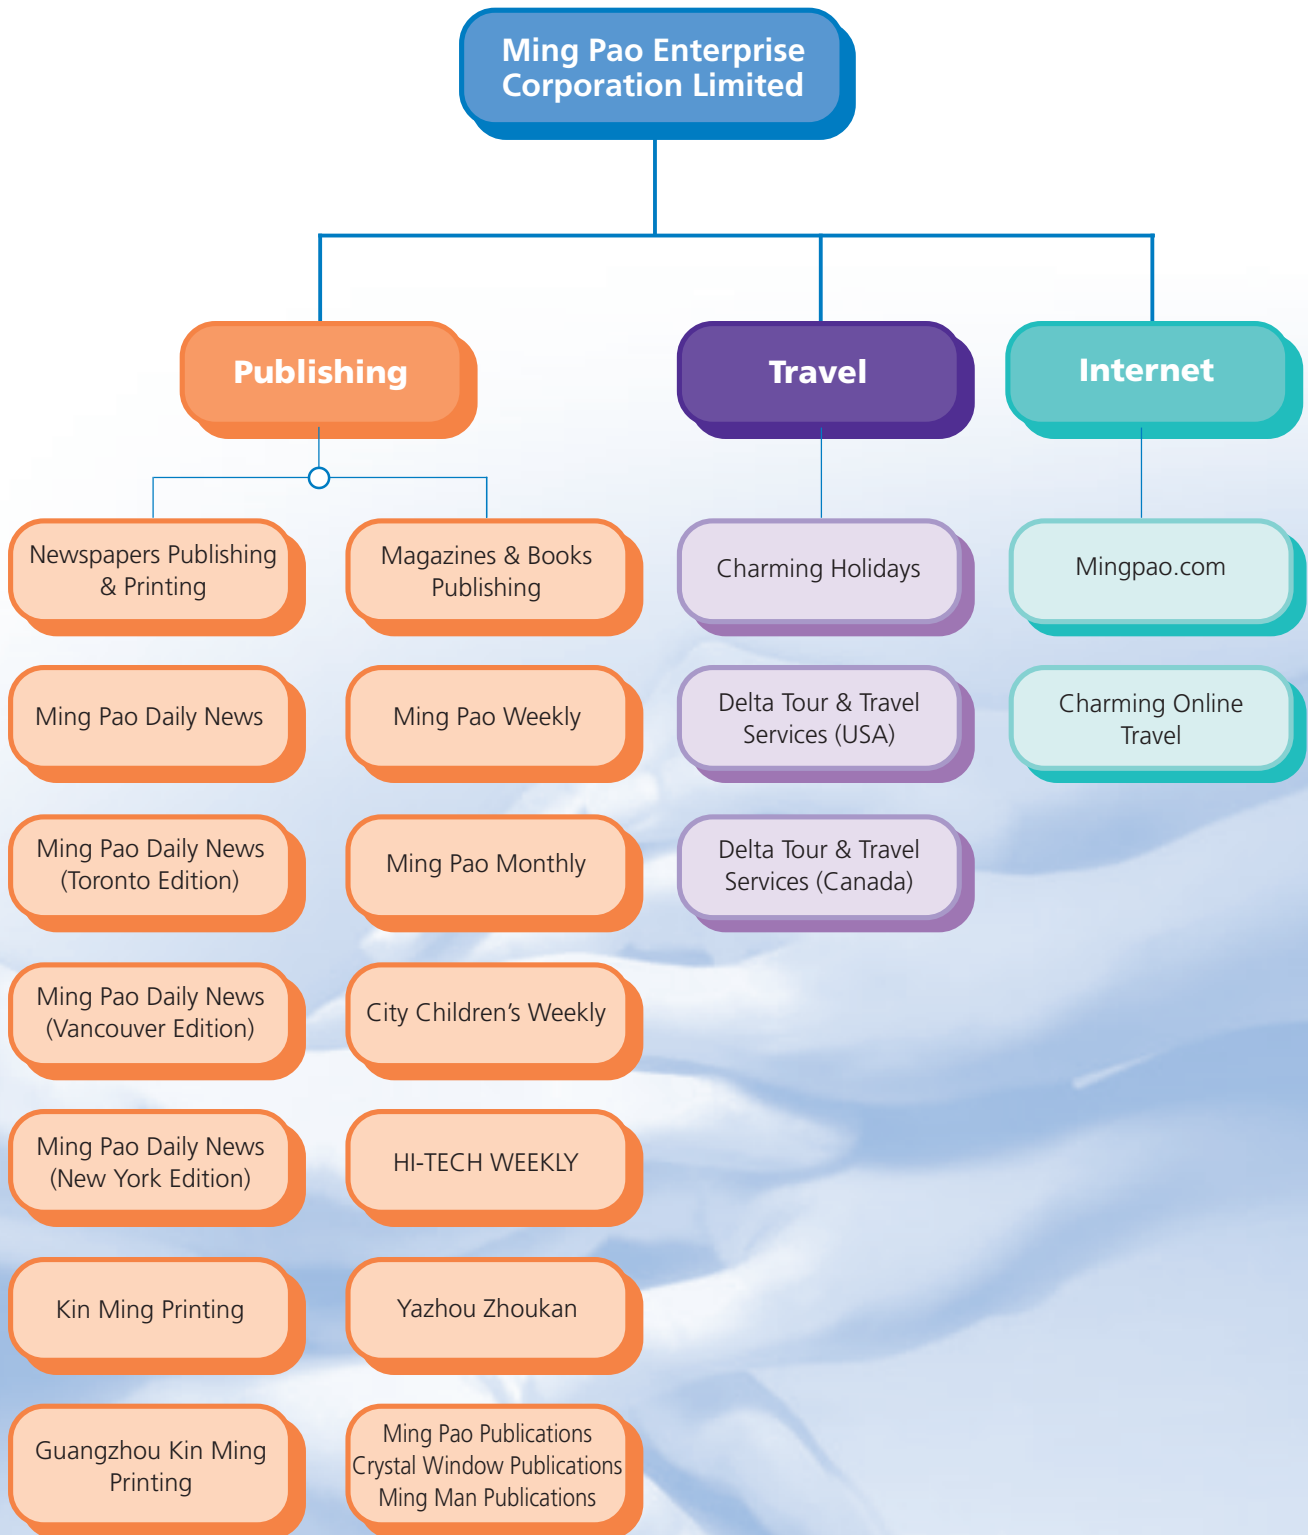 Ming Pao Enterprise
Corporation Limited
Publishing
Travel
Internet
Newspapers Publishing
& Printing
Ming Pao Daily News
Ming Pao Daily News
(Toronto Edition)
Ming Pao Daily News
(Vancouver Edition)
Ming Pao Daily News
(New York Edition)
Kin Ming Printing
Guangzhou Kin Ming
Printing
Magazines & Books
Publishing
Ming Pao Weekly
Ming Pao Monthly
City Children’s Weekly
HI-TECH WEEKLY
Yazhou Zhoukan
Ming Pao Publications
Crystal Window Publications
Ming Man Publications
Charming Holidays
Delta Tour & Travel
Services (USA)
Delta Tour & Travel
Services (Canada)
Mingpao.com
Charming Online
Travel